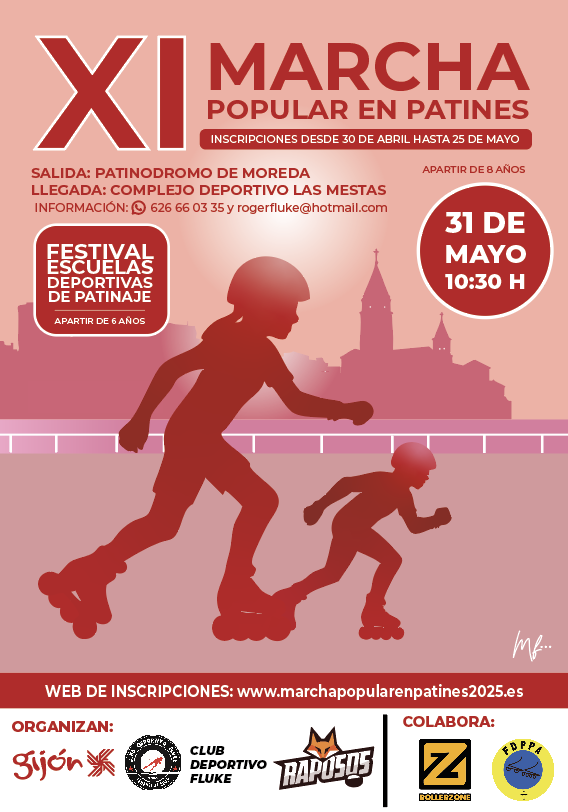 XI
MARCHA
POPULAR EN PATINES
INSCRIPCIONES DESDE 30 DE ABRIL HASTA 25 DE MAYO
SALIDA: PATINODROMO DE MOREDA
LLEGADA: COMPLEJO DEPORTIVO LAS MESTAS
INFORMACIÓN: 626 66 03 35 y rogerfluke@hotmail.com
APARTIR DE 8 AÑOS
31 DE
MAYO
10:30 H
FESTIVAL
ESCUELAS
DEPORTIVAS
DE PATINAJE
APARTIR DE 6 AÑOS
WEB DE INSCRIPCIONES: www.marchapopularenpatines2025.es
ORGANIZAN:
gijón
CLUB
DEPORTIVO
FLUKE
RAPOSOS
COLABORA:
Z
ROLLERZONE
FDPPA